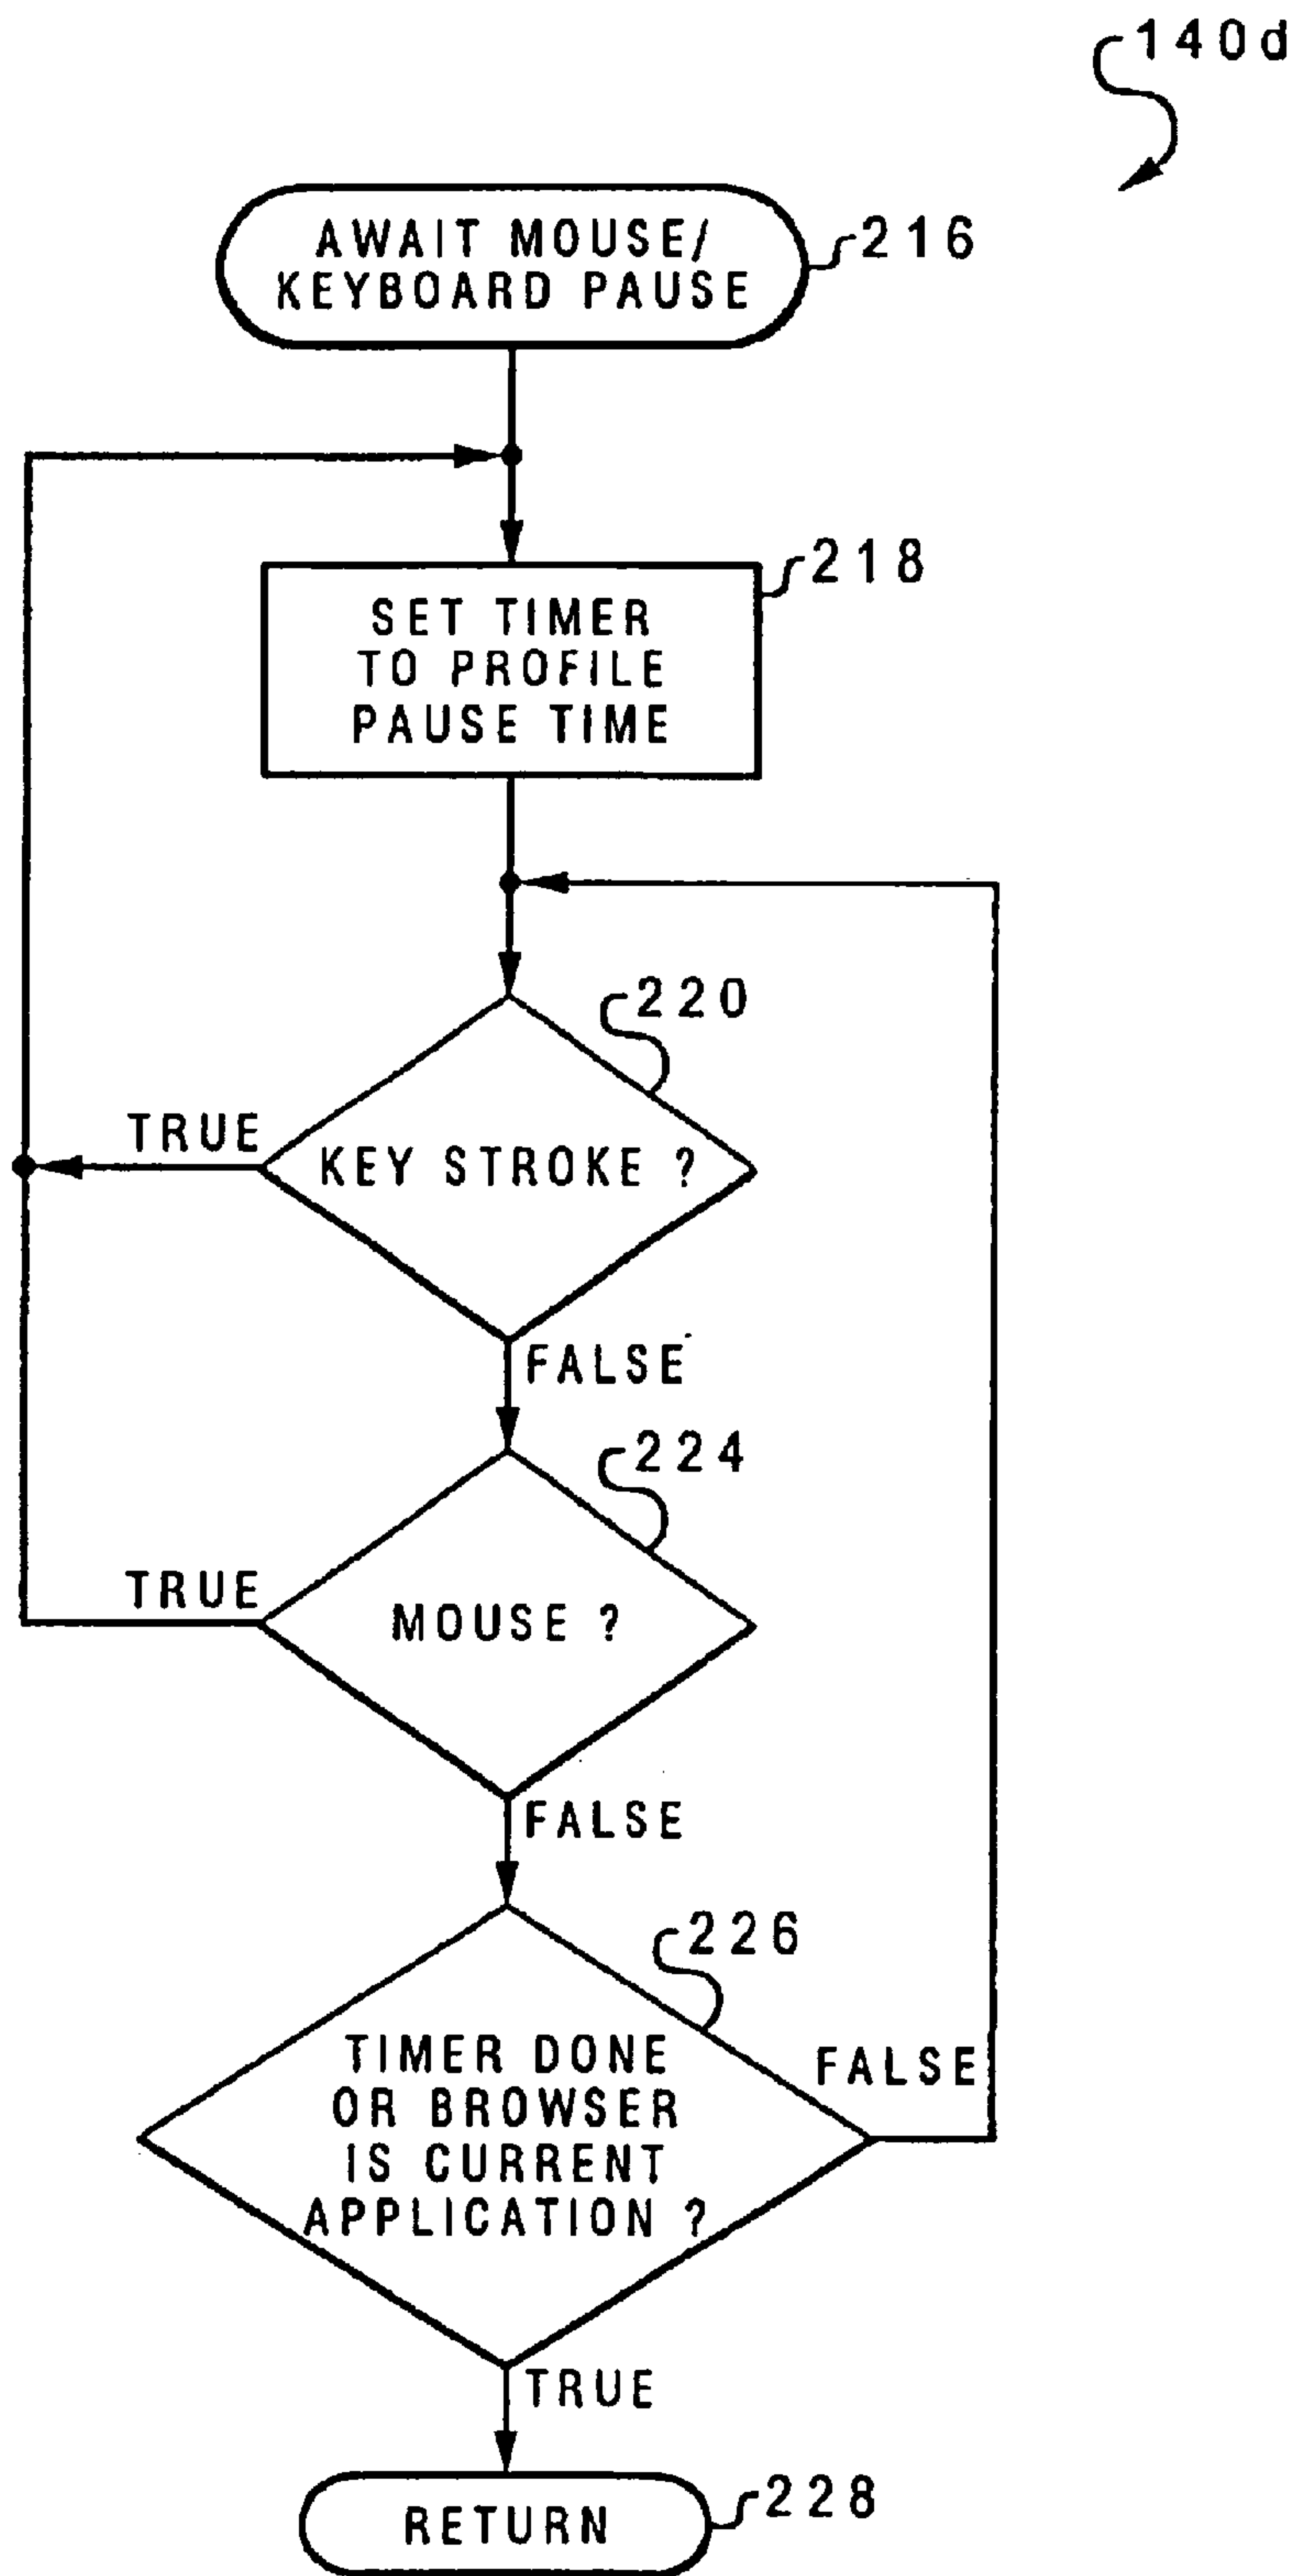 140d
AWAIT MOUSE/
KEYBOARD PAUSE
216
SET TIMER
TO PROFILE
PAUSE TIME
218
220
TRUE
KEY STROKE ?
FALSE
224
TRUE
MOUSE ?
FALSE
226
TIMER DONE
OR BROWSER
IS CURRENT
APPLICATION ?
FALSE
TRUE
RETURN
228